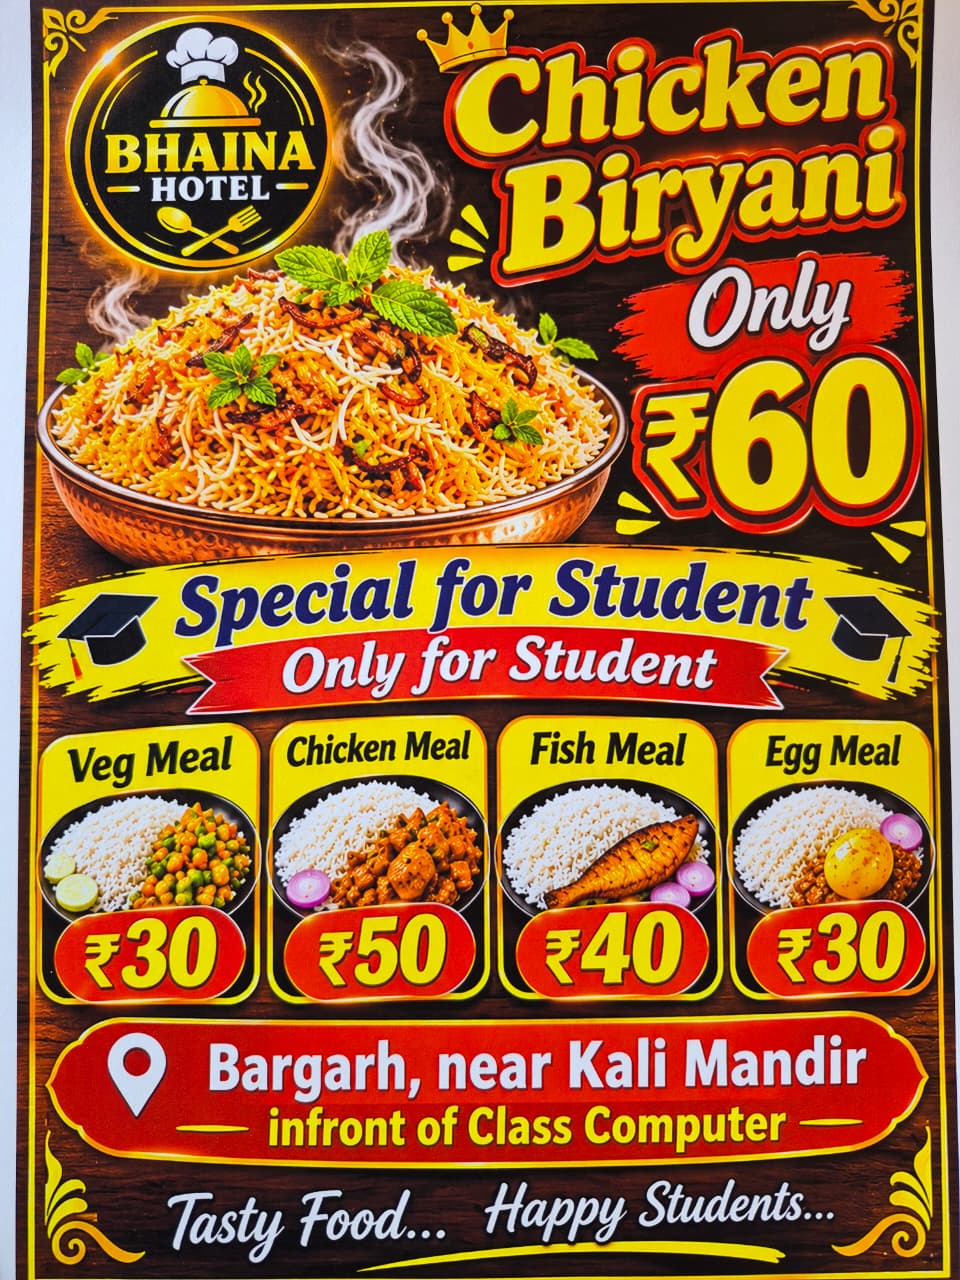 BHAINA
HOTEL
Chicken
Biryani
Only
₹60
Special for Student
Only for Student
Veg Meal
₹30
Chicken Meal
₹50
Fish Meal
₹40
Egg Meal
₹30
Bargarh, near Kali Mandir
infront of Class Computer
Tasty Food... Happy Students...